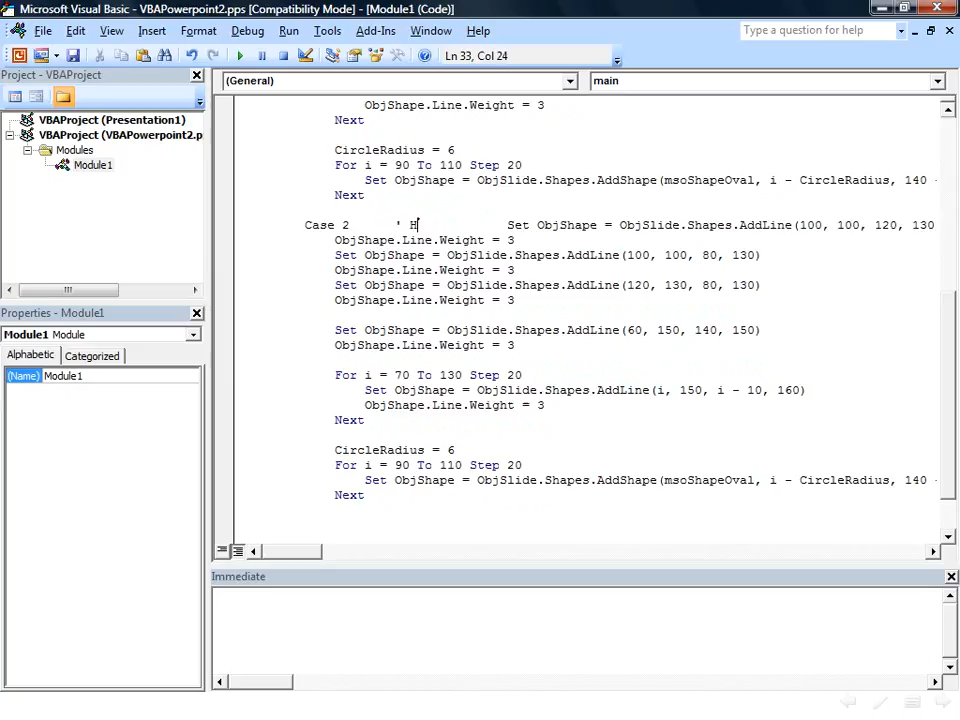 Microsoft Visual Basic - VBAPowerpoint2.pps [Compatibility Mode] - [Module1 (Code)]
File Edit View Insert Format Debug Run Tools Add-Ins Window Help
Type a question for help
Ln 33, Col 24
Project - VBAProject
(General)
main
VBAProject (Presentation1)
VBAProject (VBAPowerpoint2.p
Modules
Module1
ObjShape.Line.Weight = 3
Next
CircleRadius = 6
For i = 90 To 110 Step 20
Set ObjShape = ObjSlide.Shapes.AddShape(msoShapeOval, i - CircleRadius, 140 -
Next
Case 2 ' H Set ObjShape = ObjSlide.Shapes.AddLine(100, 100, 120, 130
ObjShape.Line.Weight = 3
Set ObjShape = ObjSlide.Shapes.AddLine(100, 100, 80, 130)
ObjShape.Line.Weight = 3
Set ObjShape = ObjSlide.Shapes.AddLine(120, 130, 80, 130)
ObjShape.Line.Weight = 3
Set ObjShape = ObjSlide.Shapes.AddLine(60, 150, 140, 150)
ObjShape.Line.Weight = 3
For i = 70 To 130 Step 20
Set ObjShape = ObjSlide.Shapes.AddLine(i, 150, i - 10, 160)
ObjShape.Line.Weight = 3
Next
CircleRadius = 6
For i = 90 To 110 Step 20
Set ObjShape = ObjSlide.Shapes.AddShape(msoShapeOval, i - CircleRadius, 140 -
Next
Properties - Module1
Module1 Module
Alphabetic Categorized
(Name) Module1
Immediate